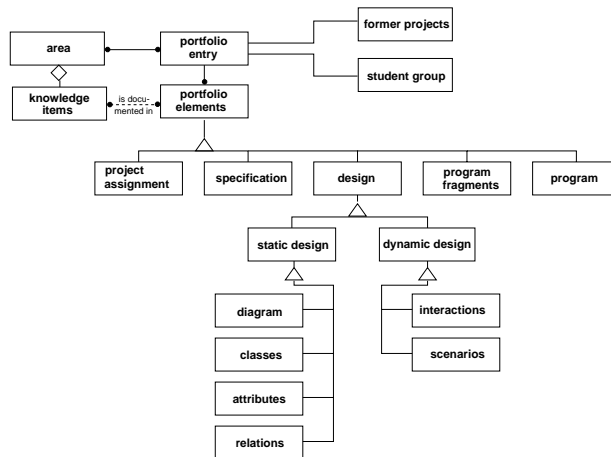 former projects
area
portfolio
entry
student group
knowledge
items
is docu-
mented in
portfolio
elements
project
assignment
specification
design
program
fragments
program
static design
dynamic design
diagram
interactions
classes
scenarios
attributes
relations